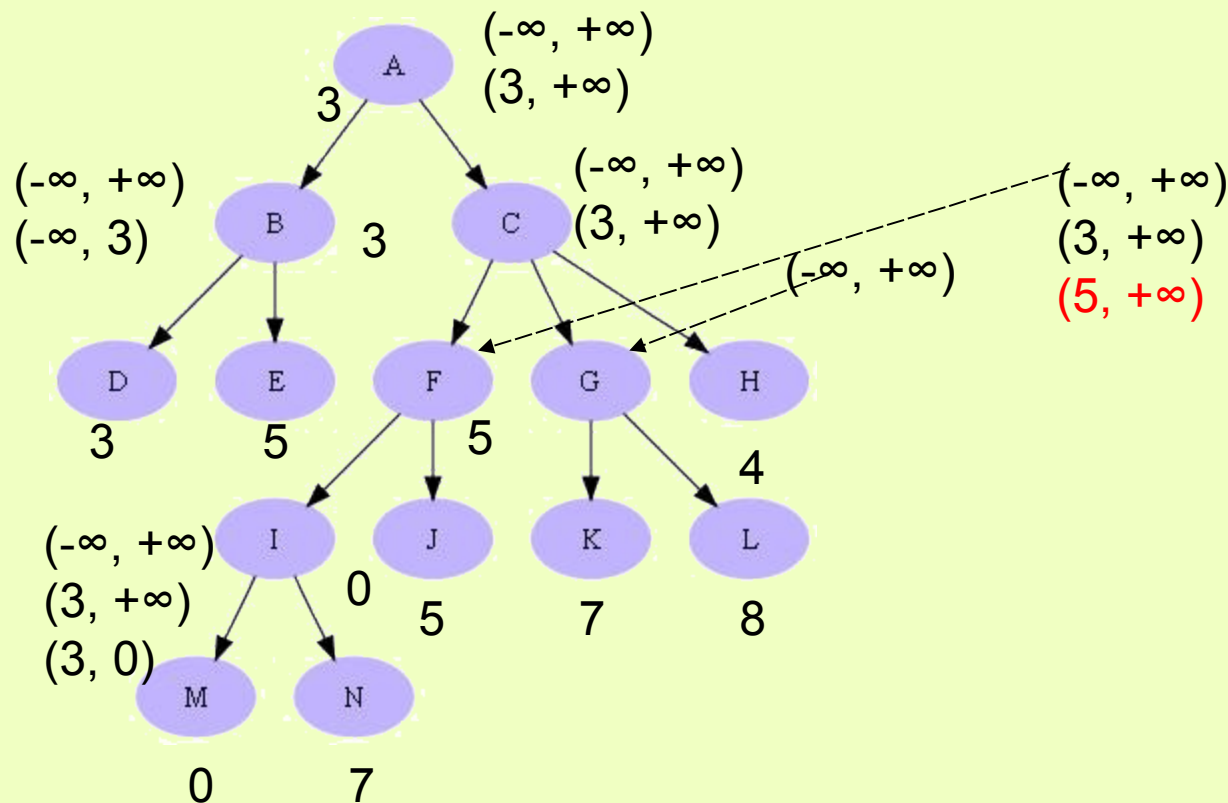 (-∞, +∞)
A
(3, +∞)
3
(-∞, +∞)
(-∞, 3)
B
3
C
(-∞, +∞)
(3, +∞)
(-∞, +∞)
(-∞, +∞)
(3, +∞)
(5, +∞)
D
E
F
G
H
3
5
5
4
(-∞, +∞)
(3, +∞)
(3, 0)
I
J
K
L
0
5
7
8
M
N
0
7